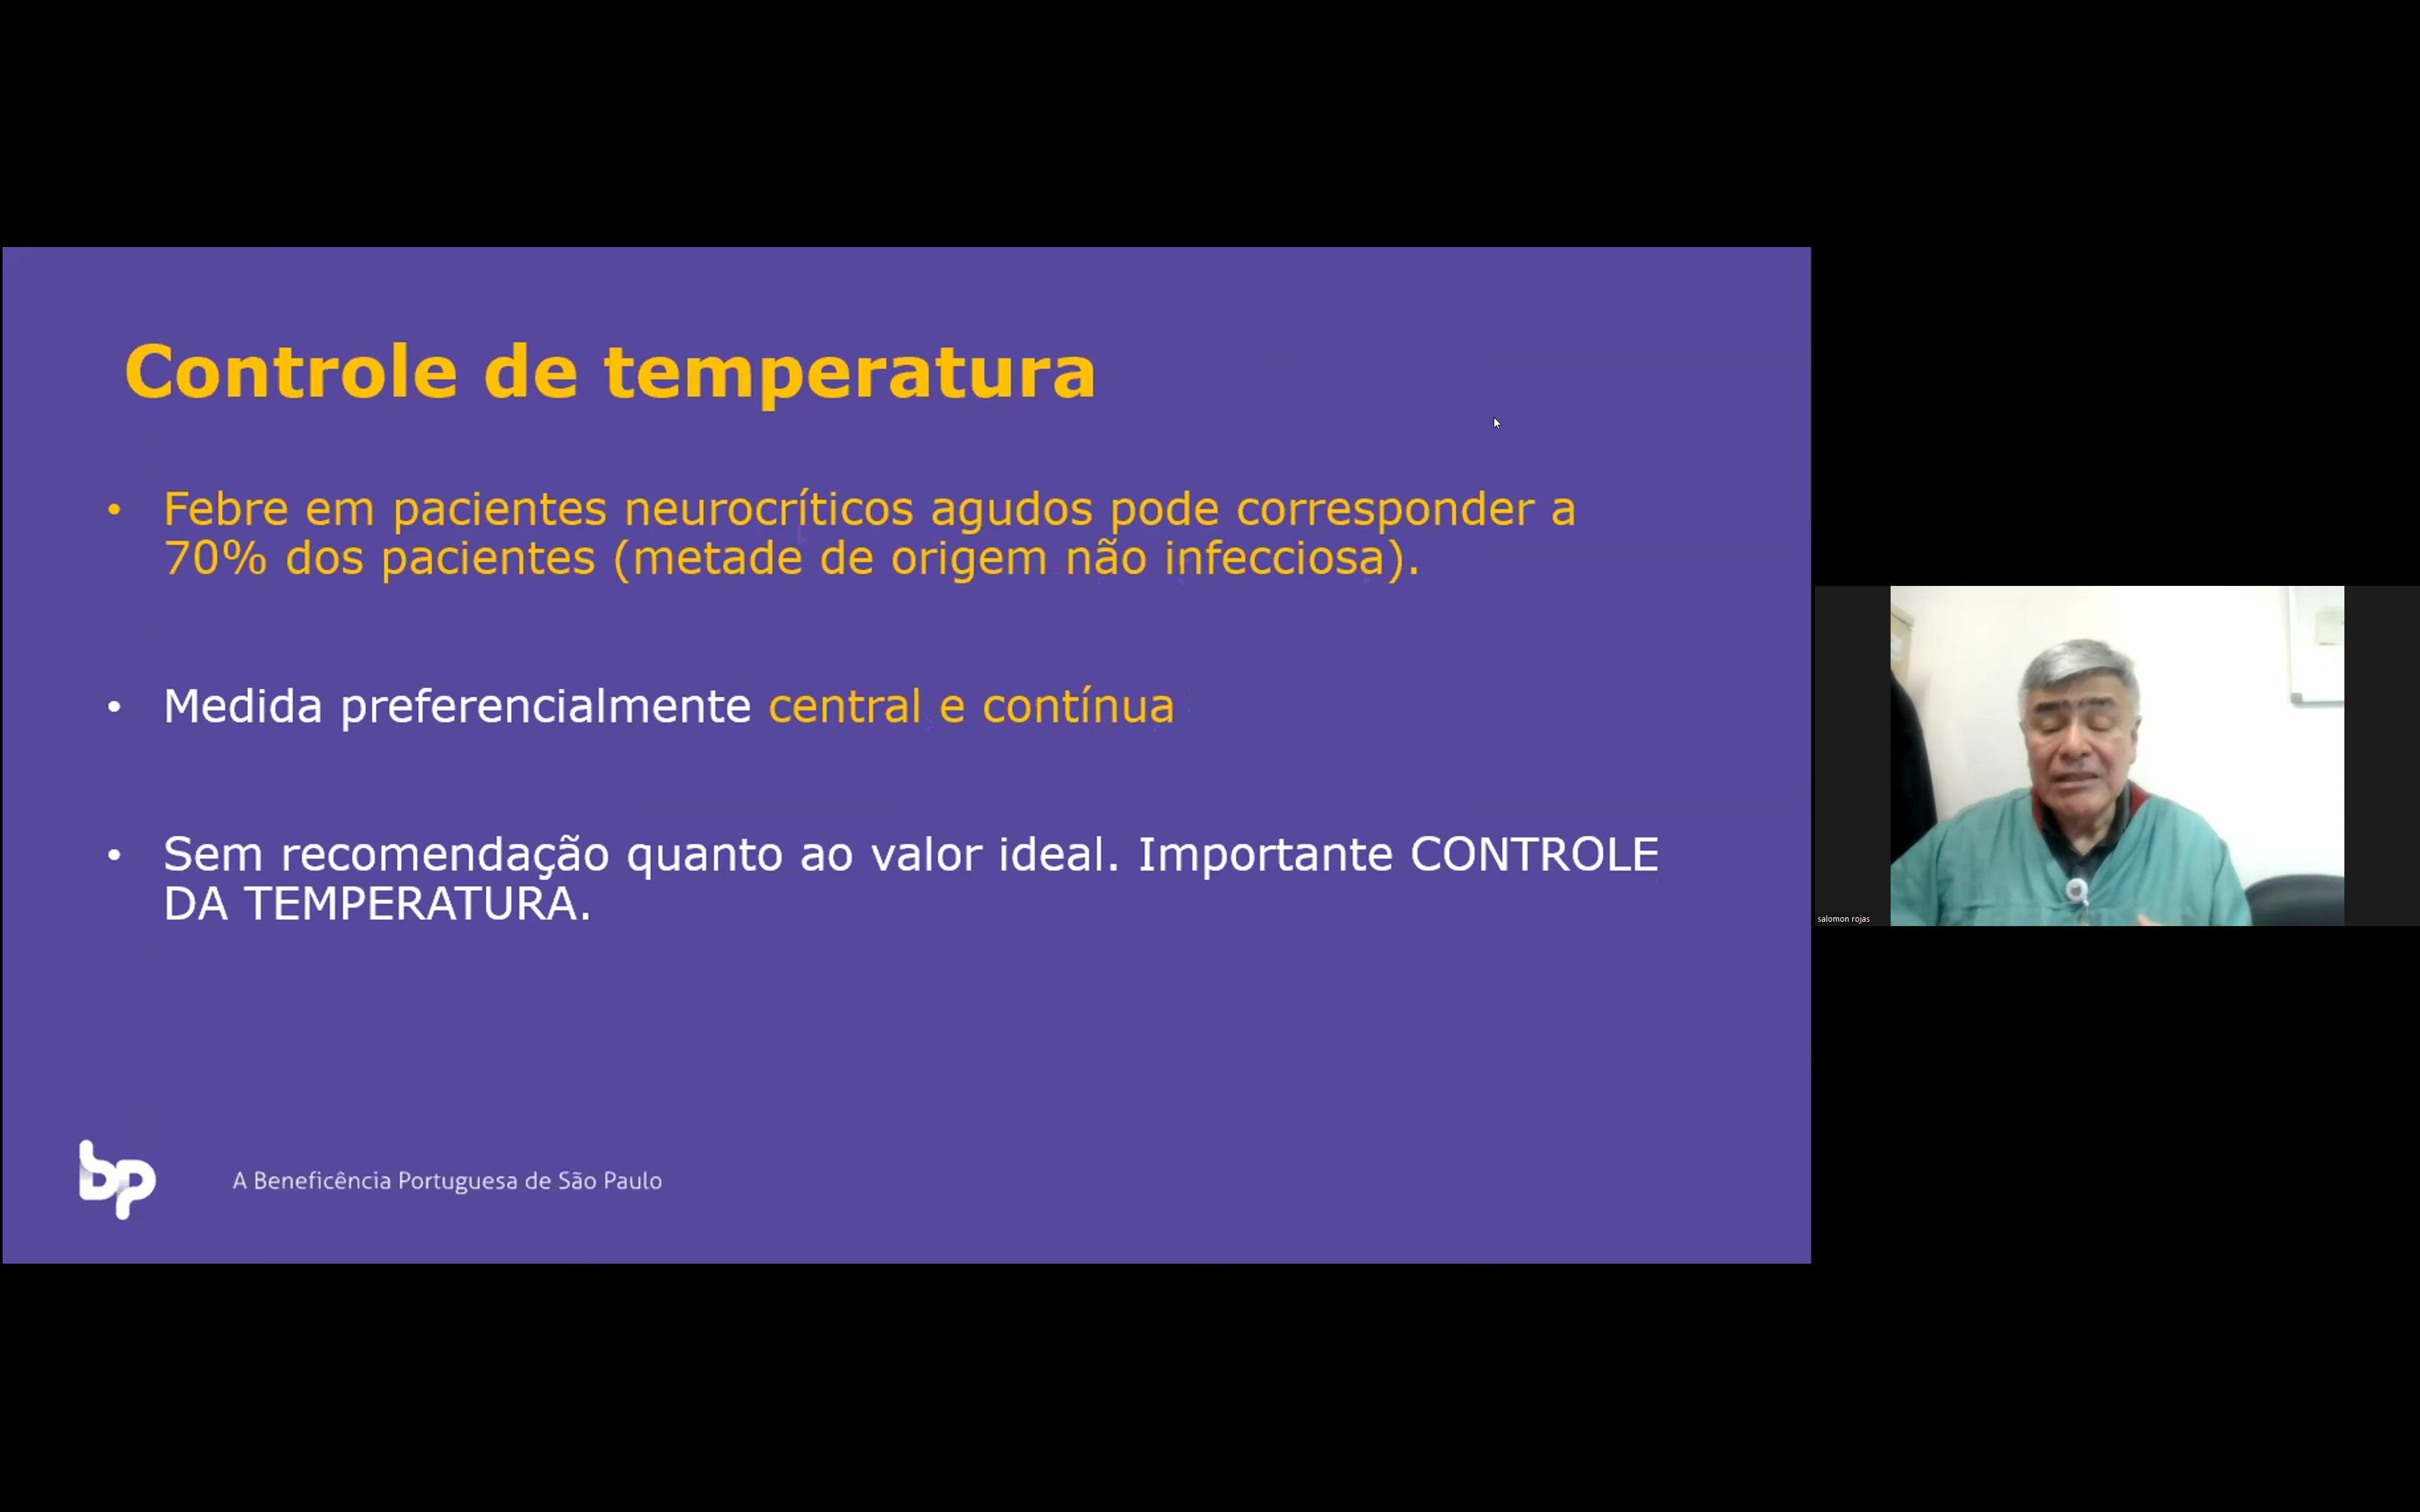 Controle de temperatura
• Febre em pacientes neurocríticos agudos pode corresponder a
70% dos pacientes (metade de origem não infecciosa).
• Medida preferencialmente central e contínua
• Sem recomendação quanto ao valor ideal. Importante CONTROLE
DA TEMPERATURA.
bp
A Beneficência Portuguesa de São Paulo
salomon rojas